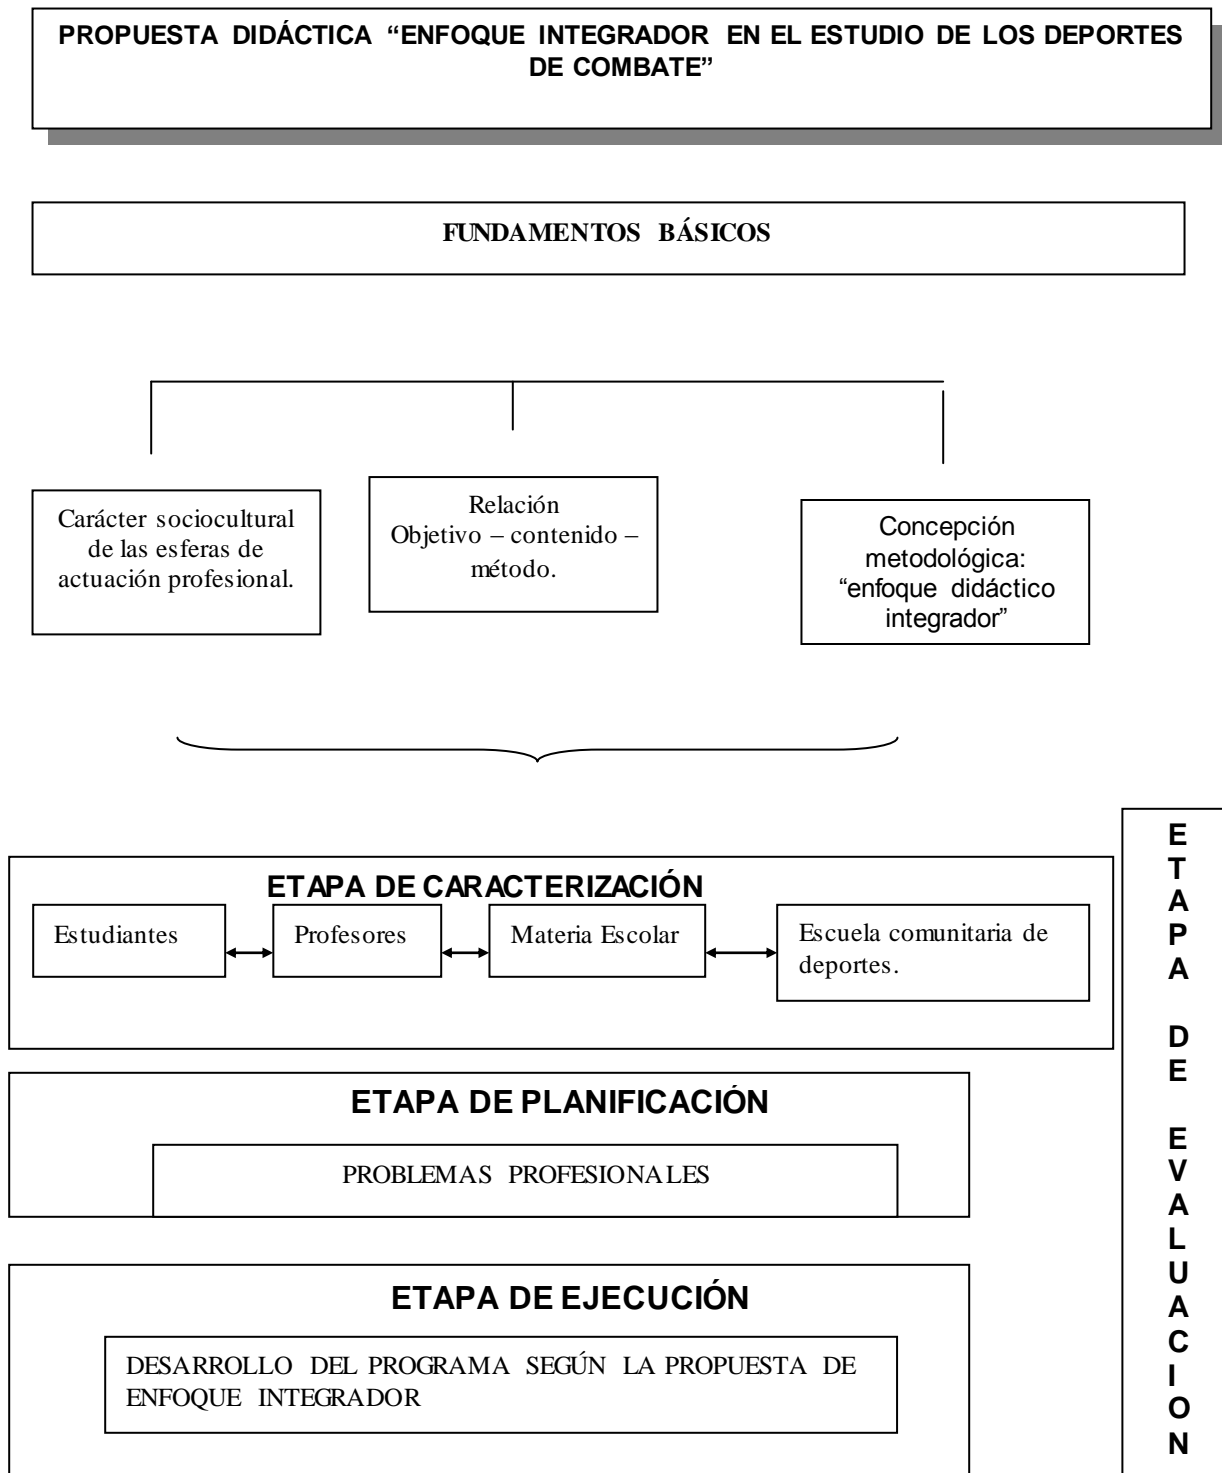 PROPUESTA DIDÁCTICA “ENFOQUE INTEGRADOR EN EL ESTUDIO DE LOS DEPORTES
DE COMBATE”
FUNDAMENTOS BÁSICOS
Carácter sociocultural
de las esferas de
actuación profesional.
Relación
Objetivo – contenido –
método.
Concepción
metodológica:
“enfoque didáctico
integrador”
ETAPA DE CARACTERIZACIÓN
Estudiantes
Profesores
Materia Escolar
Escuela comunitaria de
deportes.
ETAPA DE PLANIFICACIÓN
PROBLEMAS PROFESIONALES
ETAPA DE EJECUCIÓN
DESARROLLO DEL PROGRAMA SEGÚN LA PROPUESTA DE
ENFOQUE INTEGRADOR
ETAPA DE EVALUACION